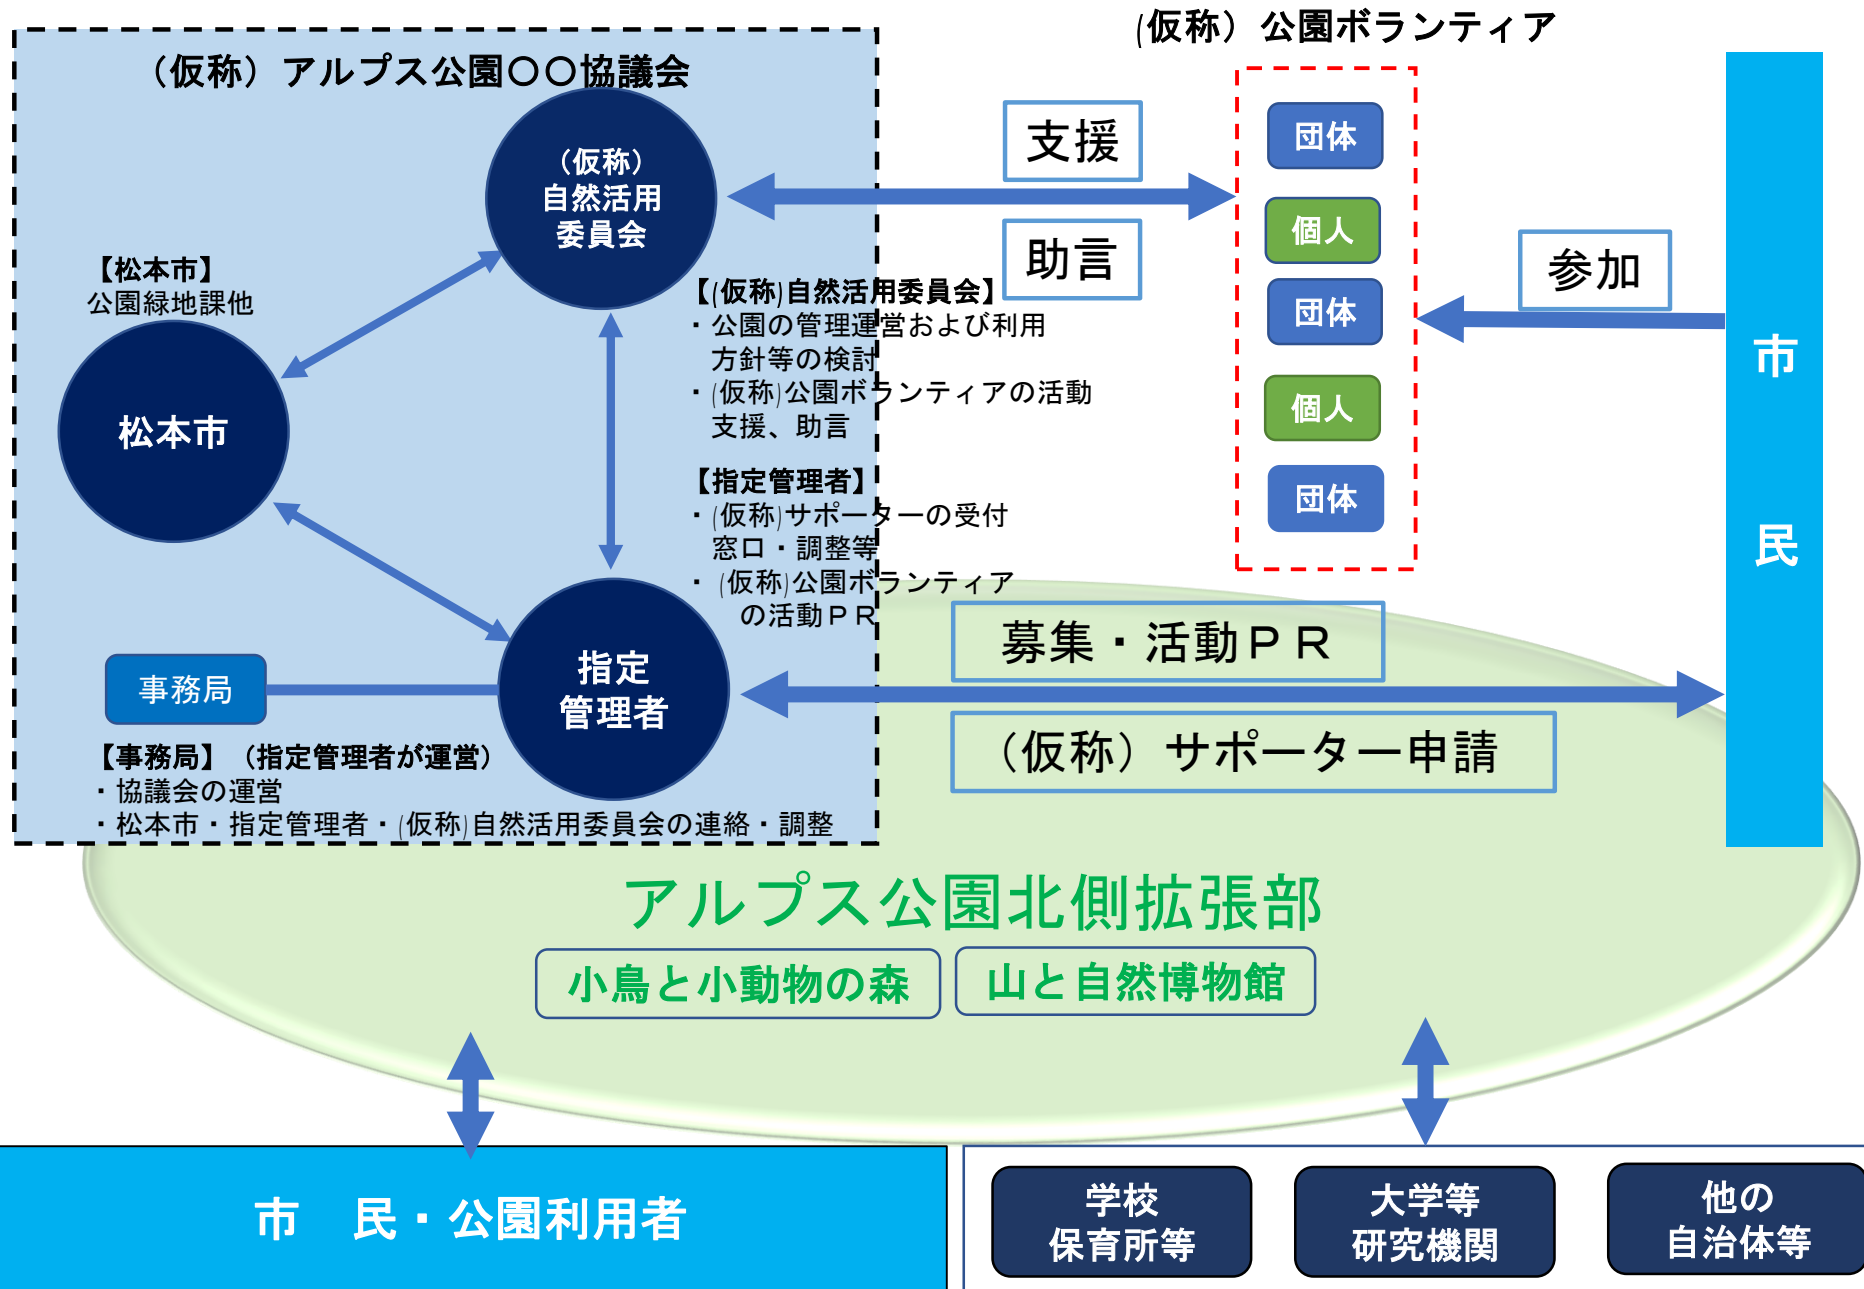 (仮称）公園ボランティア
（仮称）アルプス公園〇〇協議会
（仮称）
自然活用
委員会
【松本市】
公園緑地課他
松本市
支援
助言
団体
個人
団体
個人
団体
参加
市
民
【(仮称)自然活用委員会】
・公園の管理運営および利用
方針等の検討
・(仮称)公園ボランティアの活動
支援、助言
【指定管理者】
・(仮称)サポーターの受付
窓口・調整等
・(仮称)公園ボランティア
の活動ＰＲ
指定
管理者
事務局
【事務局】（指定管理者が運営）
・協議会の運営
・松本市・指定管理者・(仮称)自然活用委員会の連絡・調整
募集・活動ＰＲ
（仮称）サポーター申請
アルプス公園北側拡張部
小鳥と小動物の森
山と自然博物館
市　民・公園利用者
学校
保育所等
大学等
研究機関
他の
自治体等